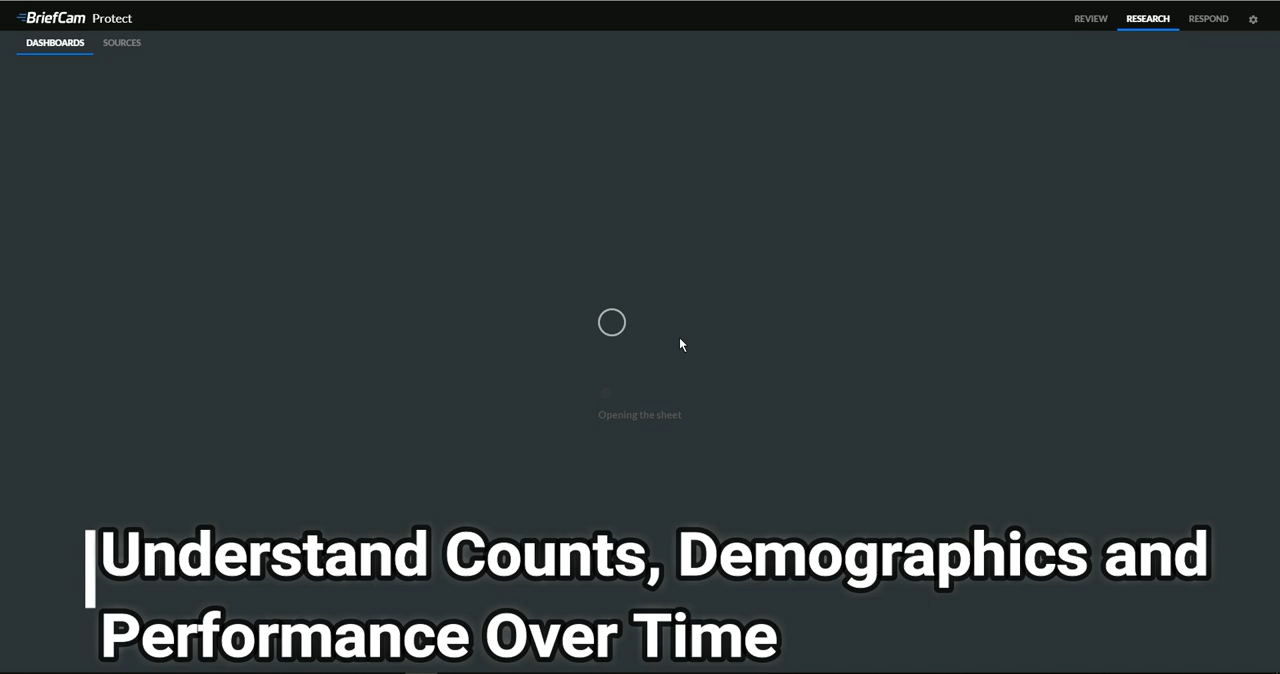 BriefCam Protect
REVIEW RESEARCH RESPOND
DASHBOARDS SOURCES
Opening the sheet
Understand Counts, Demographics and
Performance Over Time